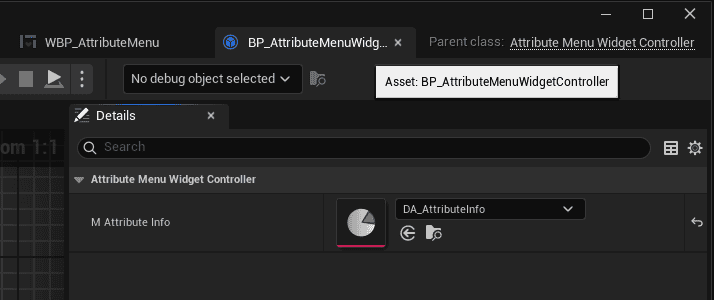 WBP_AttributeMenu
BP_AttributeMenuWidg...
Parent class: Attribute Menu Widget Controller
No debug object selected
Asset: BP_AttributeMenuWidgetController
Details
om 1:1
Search
Attribute Menu Widget Controller
M Attribute Info
DA_AttributeInfo